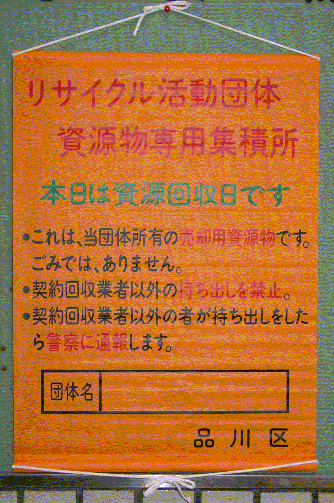 リサイクル活動団体
資源物専用集積所
本日は資源回収日です
●これは、当団体所有の売却用資源物です。
ごみでは、ありません。
●契約回収業者以外の持ち出しを禁止。
●契約回収業者以外の者が持ち出しをした
ら警察に通報します。
団体名
品川区